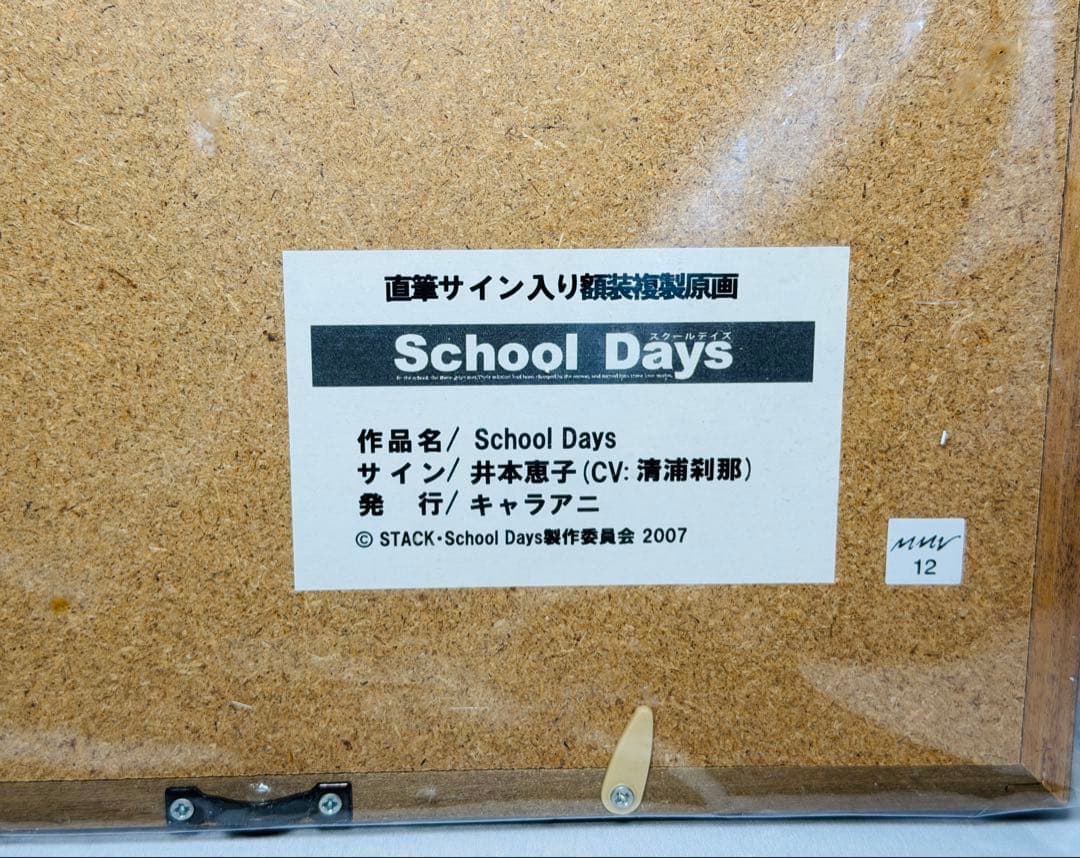 直筆サイン入り額装複製原画
スクールデイズ
School Days
作品名/ School Days
サイン/ 井本恵子(CV: 清浦刹那)
発 行/ キャラアニ
© STACK・School Days製作委員会 2007
12